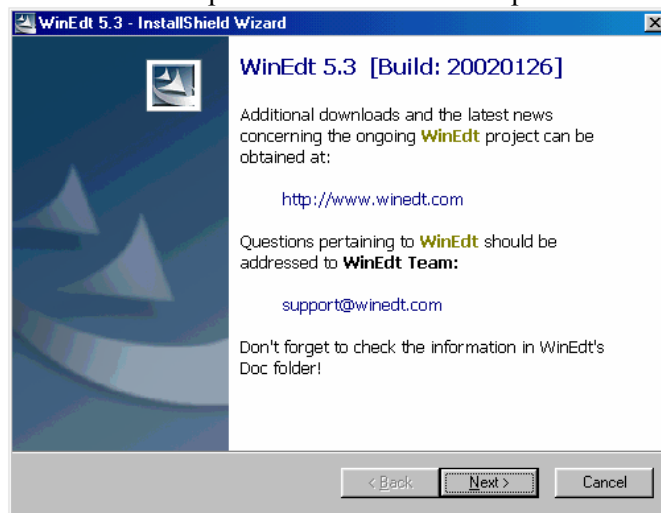 WinEdt 5.3 - InstallShield Wizard
WinEdt 5.3 [Build: 20020126]
Additional downloads and the latest news
concerning the ongoing WinEdt project can be
obtained at:
http://www.winedt.com
Questions pertaining to WinEdt should be
addressed to WinEdt Team:
support@winedt.com
Don't forget to check the information in WinEdt's
Doc folder!
< Back Next > Cancel